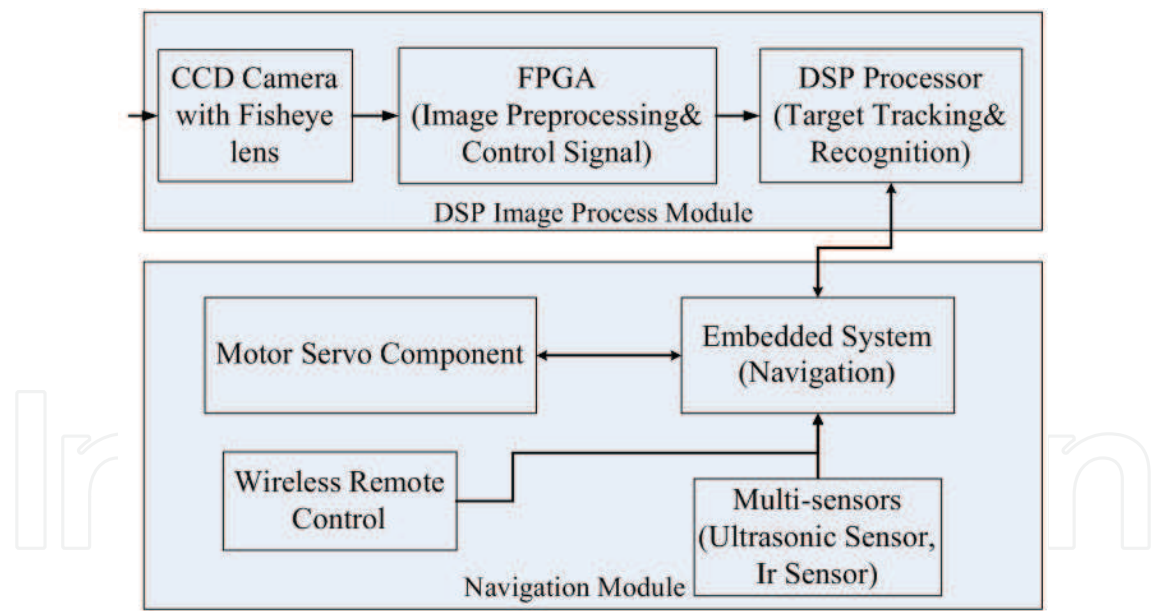 CCD Camera
with Fisheye
lens
FPGA
(Image Preprocessing&
Control Signal)
DSP Processor
(Target Tracking&
Recognition)
DSP Image Process Module
Motor Servo Component
Embedded System
(Navigation)
Wireless Remote
Control
Multi-sensors
(Ultrasonic Sensor,
Ir Sensor)
Navigation Module